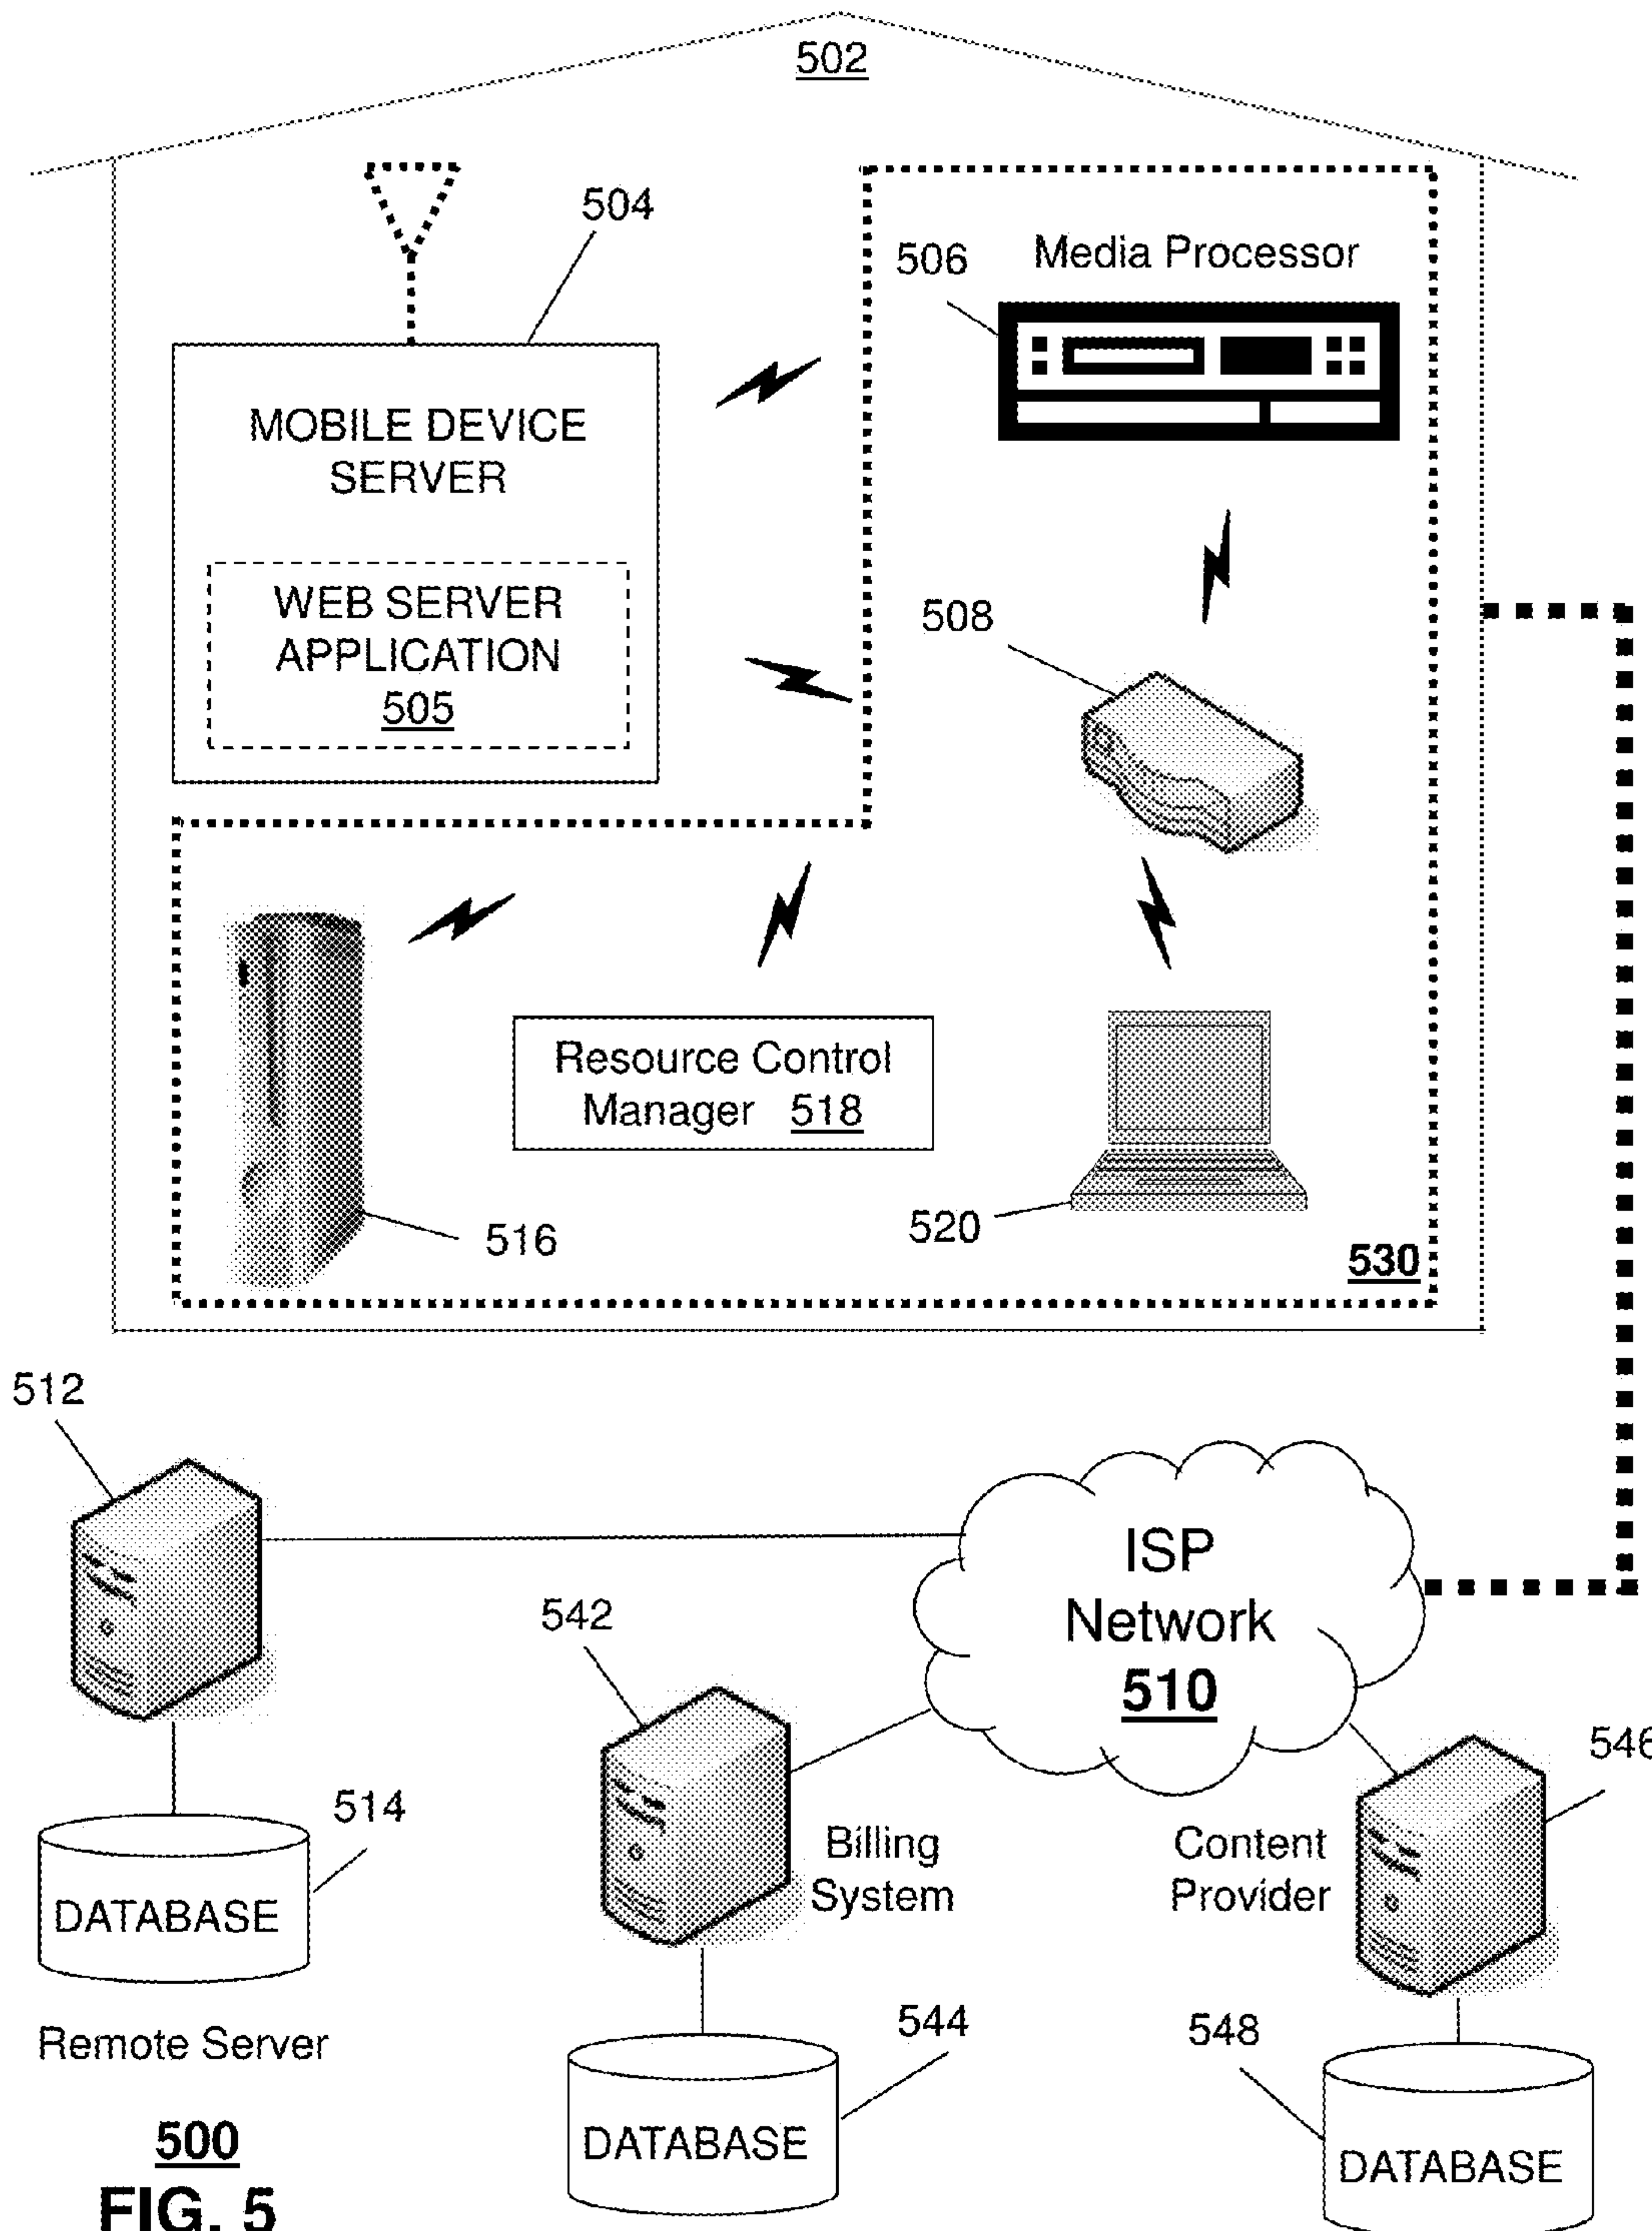 502
504
506
Media Processor
MOBILE DEVICE
SERVER
WEB SERVER
APPLICATION
505
508
Resource Control
Manager 518
516
520
530
512
ISP
Network
510
542
546
514
Billing
System
Content
Provider
DATABASE
Remote Server
544
548
DATABASE
DATABASE
500
FIG. 5